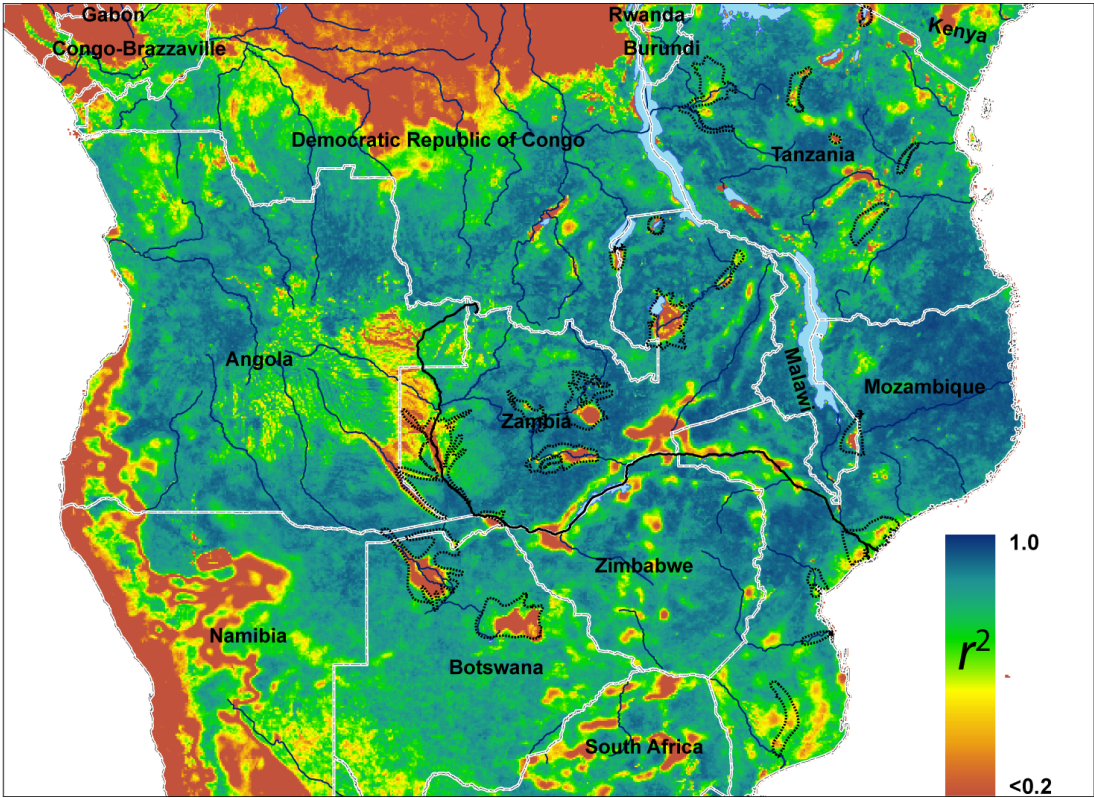 Gabon
Rwanda
Kenya
Congo-Brazzaville
Burundi
Democratic Republic of Congo
Tanzania
Angola
Malawi
Mozambique
Zambia
1.0
Zimbabwe
Namibia
r²
Botswana
South Africa
<0.2